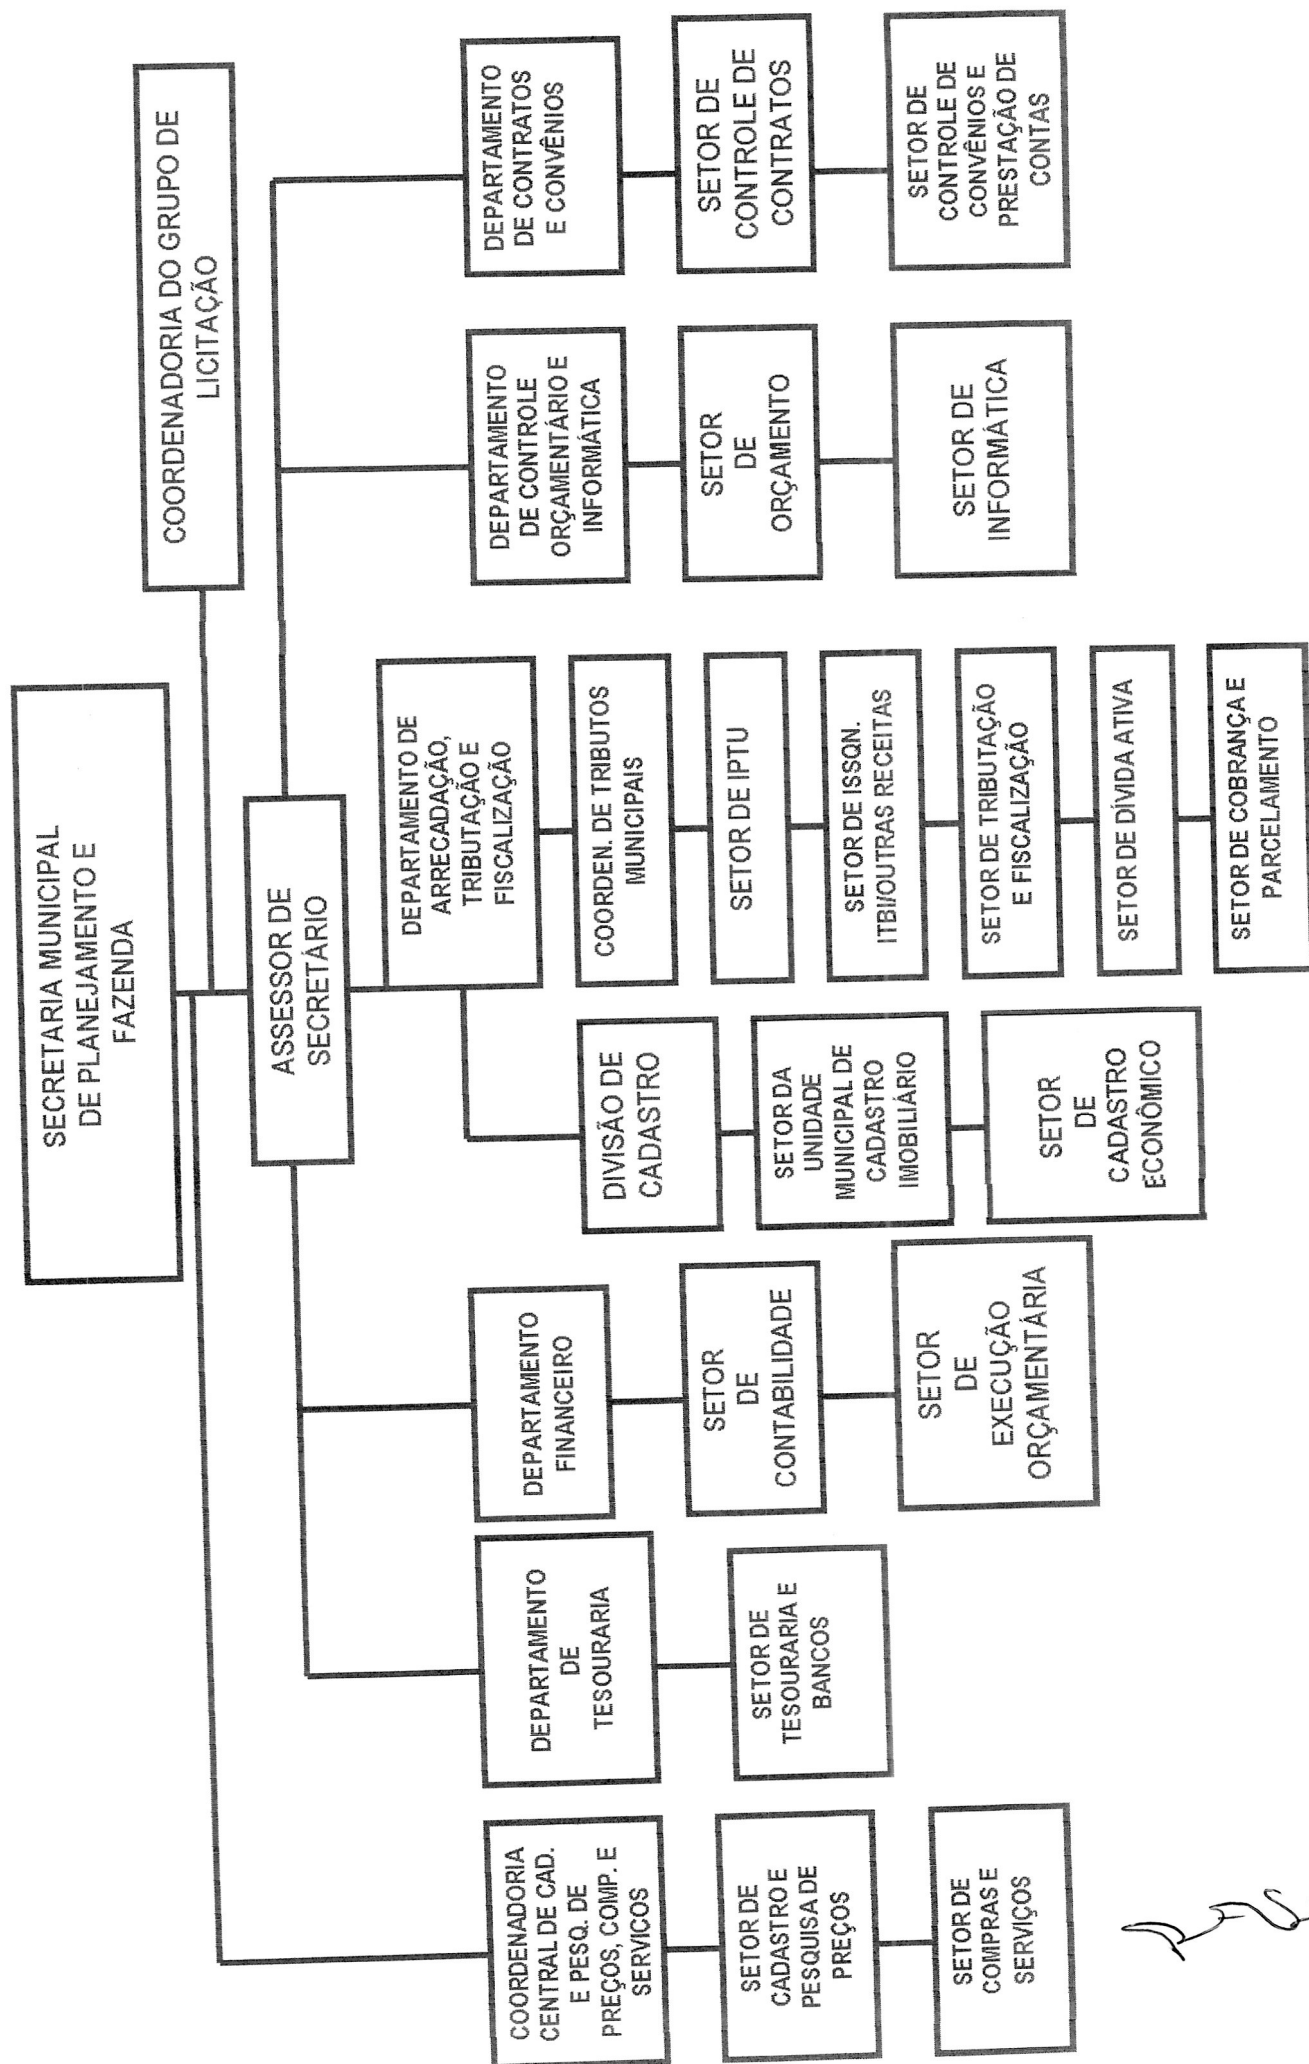 SECRETARIA MUNICIPAL
DE PLANEJAMENTO E
FAZENDA
COORDENADORIA DO GRUPO DE
LICITAÇÃO
ASSESSOR DE
SECRETÁRIO
COORDENADORIA
CENTRAL DE CAD.
E PESQ. DE
PREÇOS, COMP. E
SERVICOS
SETOR DE
CADASTRO E
PESQUISA DE
PREÇOS
SETOR DE
COMPRAS E
SERVIÇOS
DEPARTAMENTO
DE
TESOURARIA
SETOR DE
TESOURARIA E
BANCOS
DEPARTAMENTO
FINANCEIRO
SETOR
DE
CONTABILIDADE
SETOR
DE
EXECUÇÃO
ORÇAMENTÁRIA
DIVISÃO DE
CADASTRO
SETOR DA
UNIDADE
MUNICIPAL DE
CADASTRO
IMOBILIÁRIO
SETOR
DE
CADASTRO
ECONÔMICO
DEPARTAMENTO DE
ARRECADAÇÃO,
TRIBUTAÇÃO E
FISCALIZAÇÃO
COORDEN. DE TRIBUTOS
MUNICIPAIS
SETOR DE IPTU
SETOR DE ISSQN.
ITBI/OUTRAS RECEITAS
SETOR DE TRIBUTAÇÃO
E FISCALIZAÇÃO
SETOR DE DÍVIDA ATIVA
SETOR DE COBRANÇA E
PARCELAMENTO
DEPARTAMENTO
DE CONTROLE
ORÇAMENTÁRIO E
INFORMÁTICA
SETOR
DE
ORÇAMENTO
SETOR DE
INFORMÁTICA
DEPARTAMENTO
DE CONTRATOS
E CONVÊNIOS
SETOR DE
CONTROLE DE
CONTRATOS
SETOR DE
CONTROLE DE
CONVÊNIOS E
PRESTAÇÃO DE
CONTAS